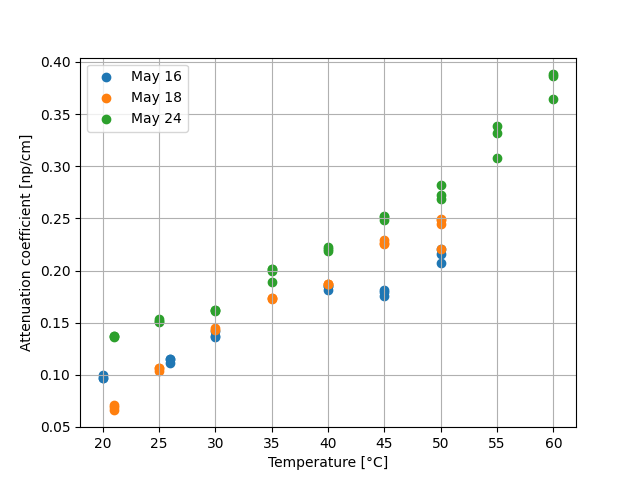 0.40
0.35
0.30
0.25
0.20
0.15
0.10
0.05
Attenuation coefficient [np/cm]
May 16
May 18
May 24
20 25 30 35 40 45 50 55 60
Temperature [°C]